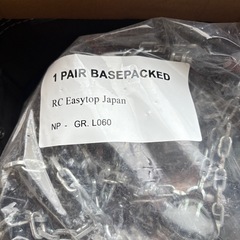 1 PAIR BASEPACKED
RC Easytop Japan
NP - GR. L060